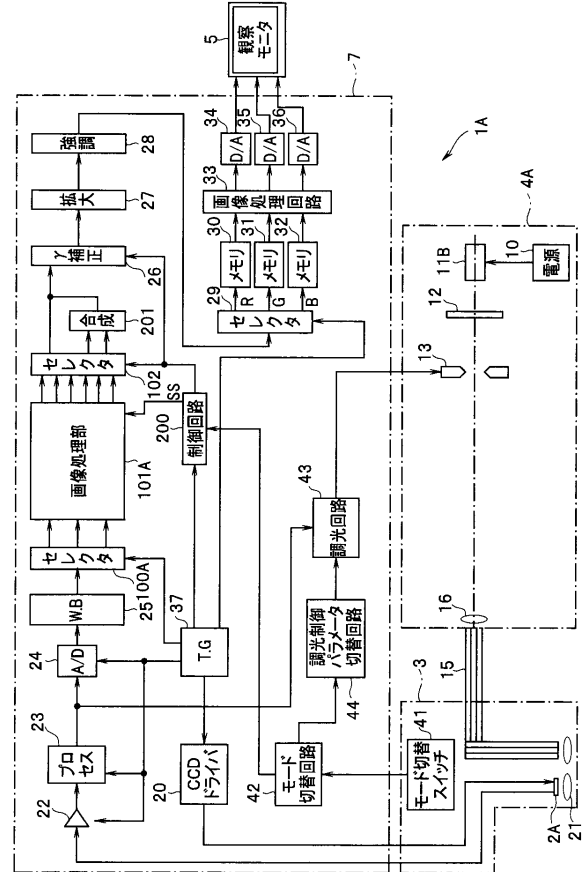 5
観察
モニタ
7
28
強調
27
拡大
26
γ
補正
201
合成
セレクタ
102
SS
画像処理部
101A
セレクタ
100A
25
W.B
24
A/D
23
プロセス
22
34
D/A
35
D/A
36
D/A
33
画像処理回路
30
メモリ
31
メモリ
32
メモリ
29
R
G
B
セレクタ
200
制御回路
37
T.G
20
CCD
ドライバ
42
モード
切替回路
43
調光回路
調光制御
パラメータ
切替回路
44
1A
4A
11B
10
電源
12
13
16
15
3
41
モード切替
スイッチ
2A
21